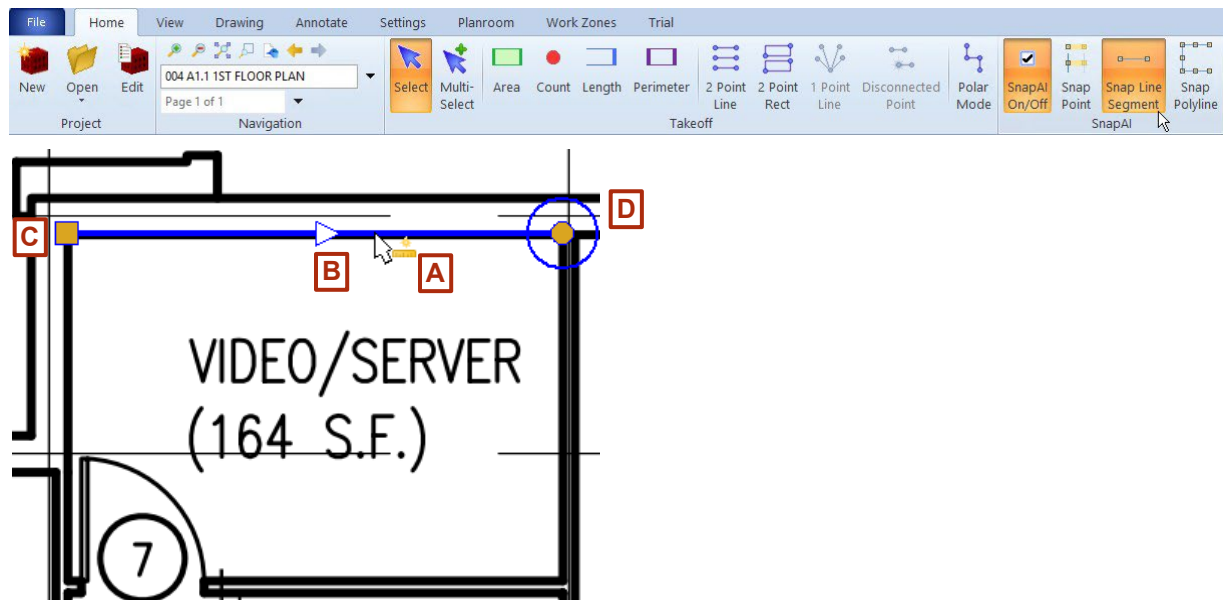 File Home View Drawing Annotate Settings Planroom Work Zones Trial
004 A1.1 1ST FLOOR PLAN
New Open Edit Select Multi- Area Count Length Perimeter 2 Point 2 Point 1 Point Disconnected Polar SnapAI Snap Snap Line Snap
Page 1 of 1 Select Line Rect Line Point Mode On/Off Point Segment Polyline
Project Navigation Takeoff SnapAI
D
C
B A
VIDEO/SERVER
(164 S.F.)
7